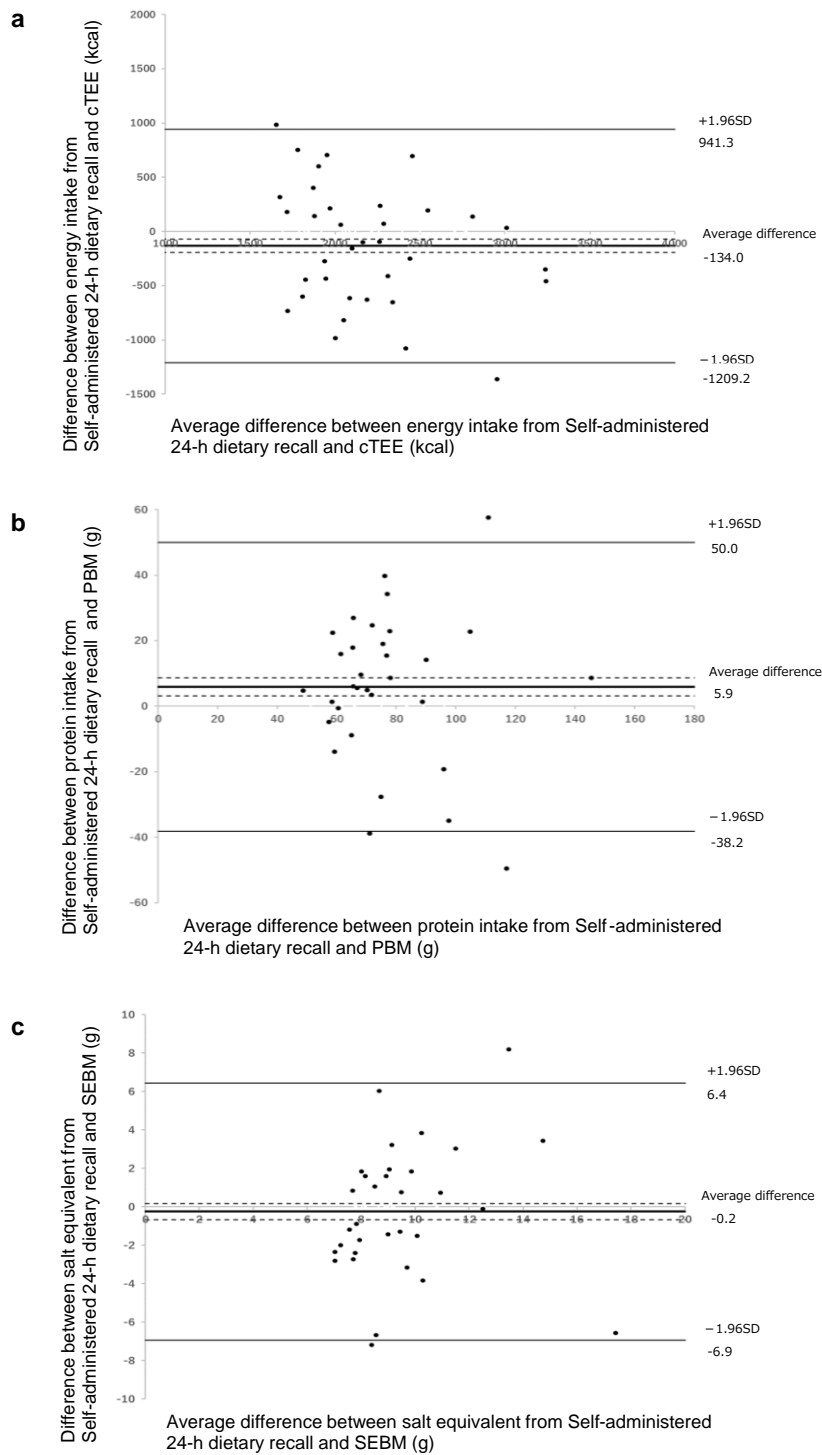 a
Difference between energy intake from
Self-administered 24-h dietary recall and cTEE (kcal)
2000
1500
1000
500
0
-500
-1000
-1500
1000
2000
3000
4000
+1.96SD
941.3
Average difference
-134.0
−1.96SD
-1209.2
Average difference between energy intake from Self-administered
24-h dietary recall and cTEE (kcal)
b
Difference between protein intake from
Self-administered 24-h dietary recall and PBM (g)
60
40
20
0
-20
-40
-60
0
20
40
60
80
100
120
140
160
180
+1.96SD
50.0
Average difference
5.9
−1.96SD
-38.2
Average difference between protein intake from Self-administered
24-h dietary recall and PBM (g)
c
Difference between salt equivalent from
Self-administered 24-h dietary recall and SEBM (g)
10
8
6
4
2
0
-2
-4
-6
-8
-10
0
2
4
6
8
10
12
14
16
18
20
+1.96SD
6.4
Average difference
-0.2
−1.96SD
-6.9
Average difference between salt equivalent from Self-administered
24-h dietary recall and SEBM (g)